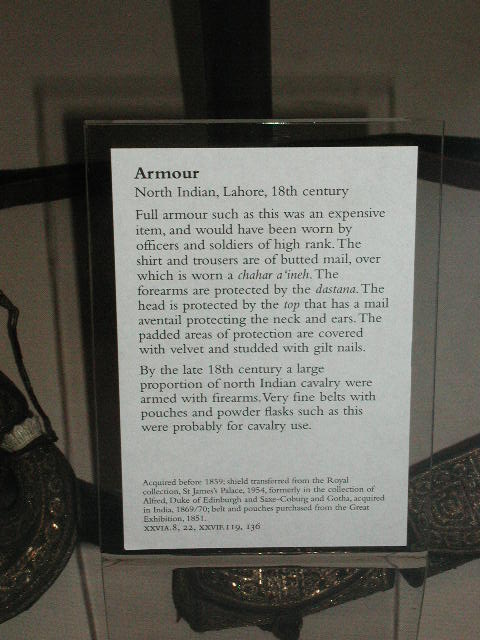 Armour
North Indian, Lahore, 18th century
Full armour such as this was an expensive
item, and would have been worn by
officers and soldiers of high rank. The
shirt and trousers are of butted mail, over
which is worn a chahar a'ineh. The
forearms are protected by the dastana. The
head is protected by the top that has a mail
aventail protecting the neck and ears. The
padded areas of protection are covered
with velvet and studded with gilt nails.
By the late 18th century a large
proportion of north Indian cavalry were
armed with firearms. Very fine belts with
pouches and powder flasks such as this
were probably for cavalry use.
Acquired before 1859; shield transferred from the Royal
collection, St James's Palace, 1954, formerly in the collection of
Alfred, Duke of Edinburgh and Saxe-Coburg and Gotha, acquired
in India, 1869/70; belt and pouches purchased from the Great
Exhibition, 1851.
XXVIA.8, 22, XXVIF.119, 136